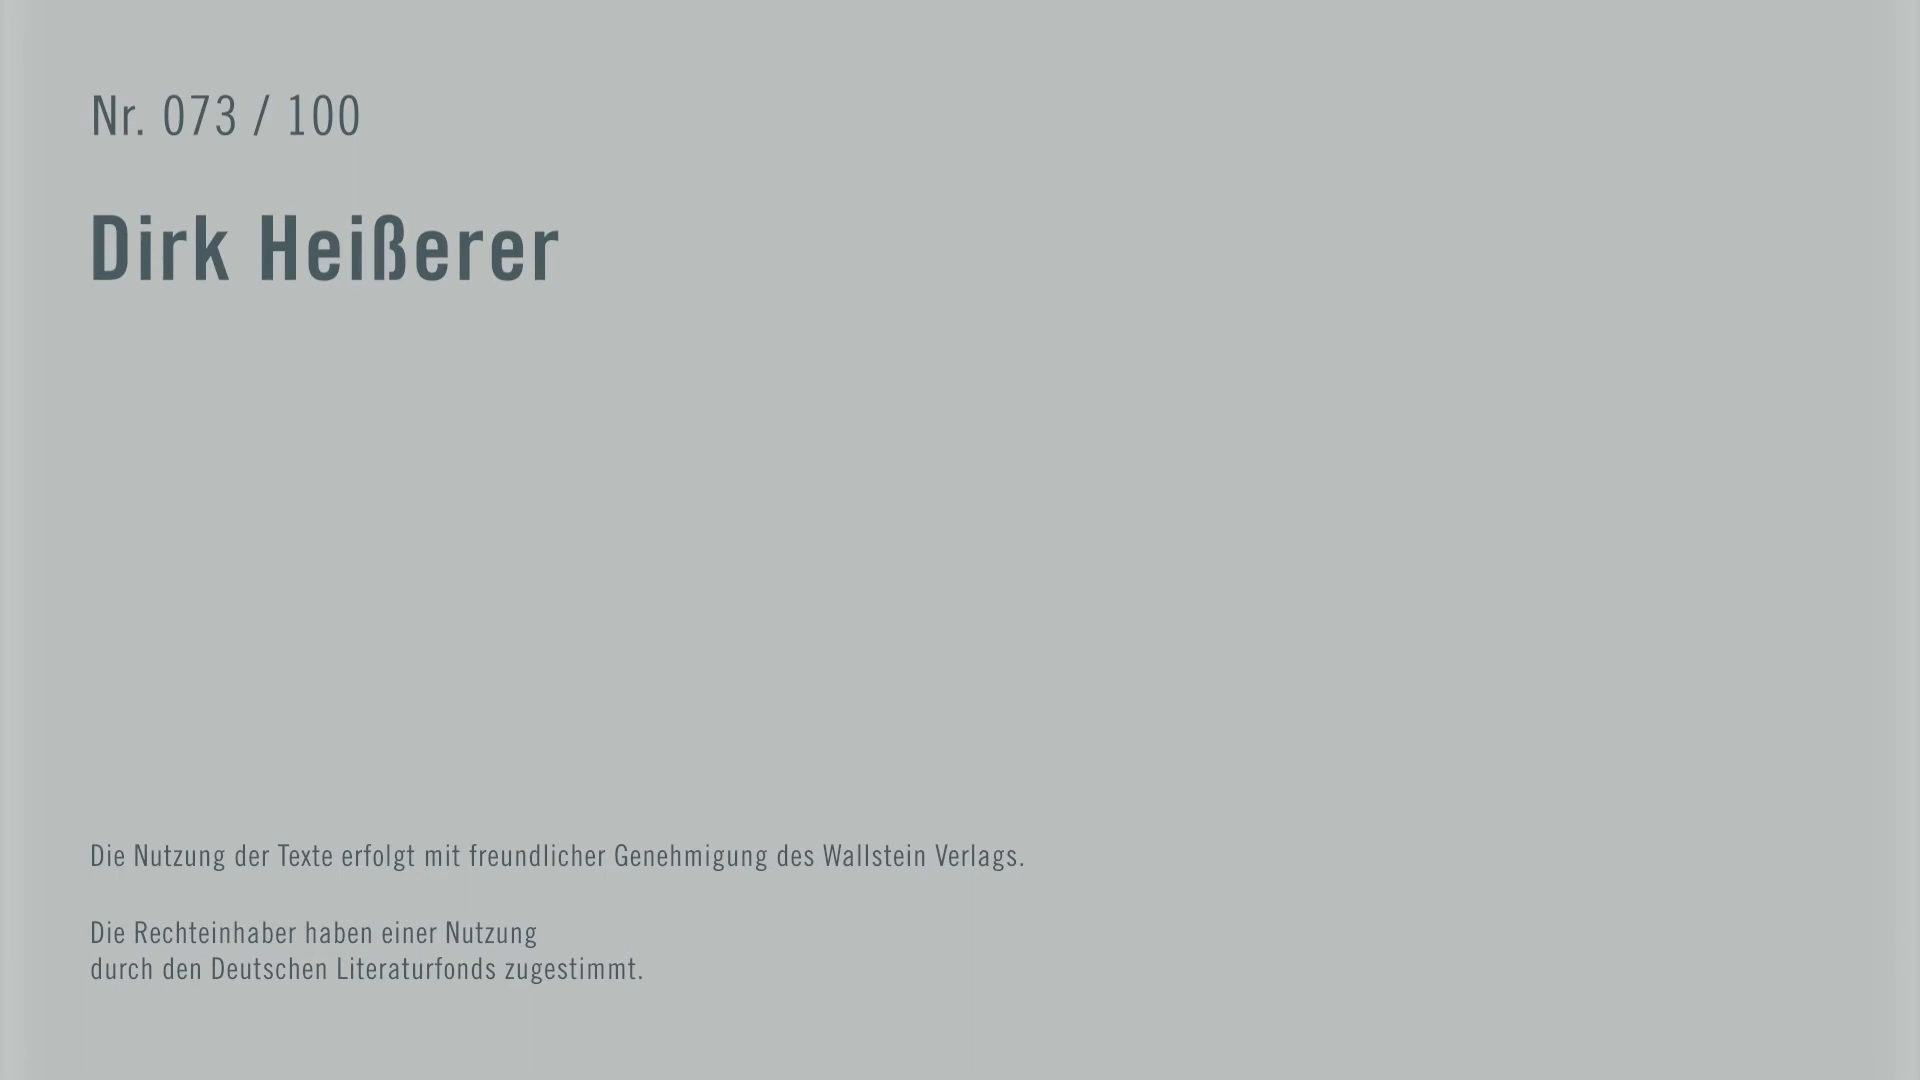 Nr. 073 / 100
Dirk Heißerer
Die Nutzung der Texte erfolgt mit freundlicher Genehmigung des Wallstein Verlags.
Die Rechteinhaber haben einer Nutzung
durch den Deutschen Literaturfonds zugestimmt.